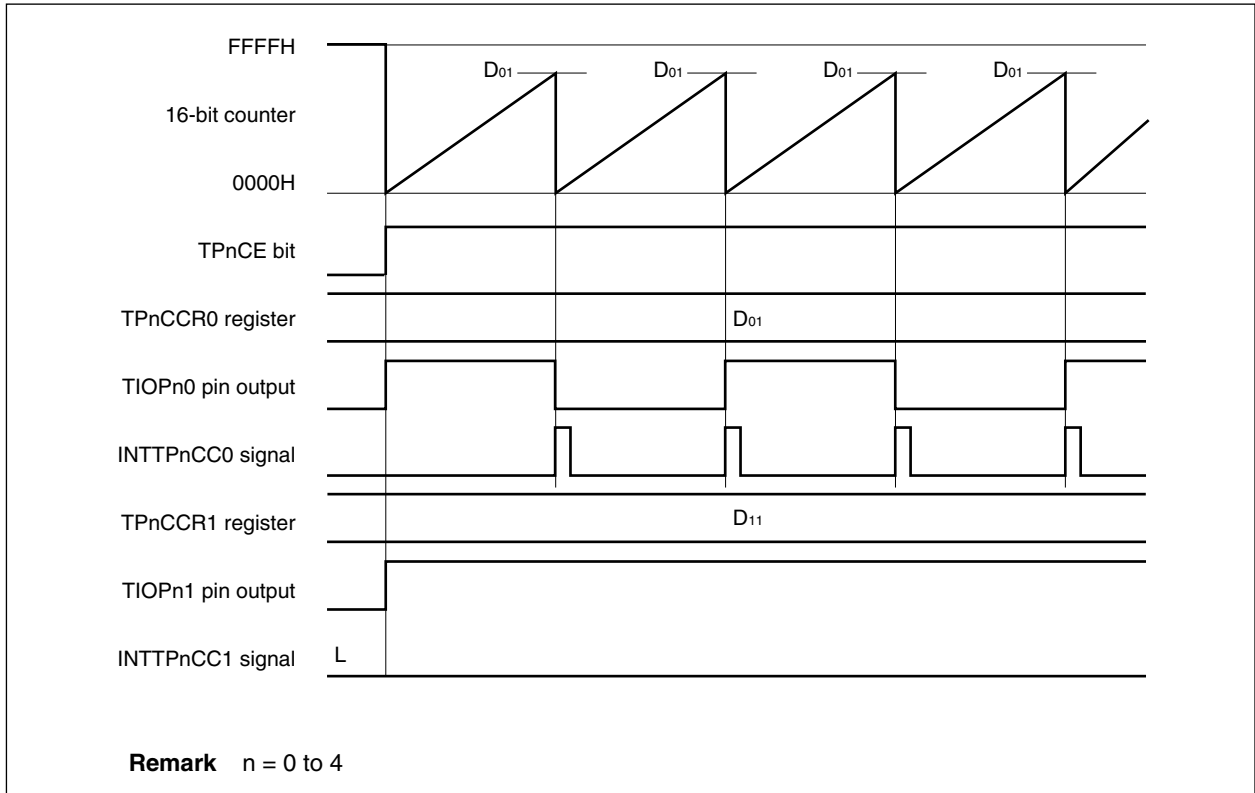 FFFFH
D01 D01 D01 D01
16-bit counter
0000H
TPnCE bit
TPnCCR0 register
D01
TIOPn0 pin output
INTTPnCC0 signal
TPnCCR1 register
D11
TIOPn1 pin output
INTTPnCC1 signal
L
Remark n = 0 to 4